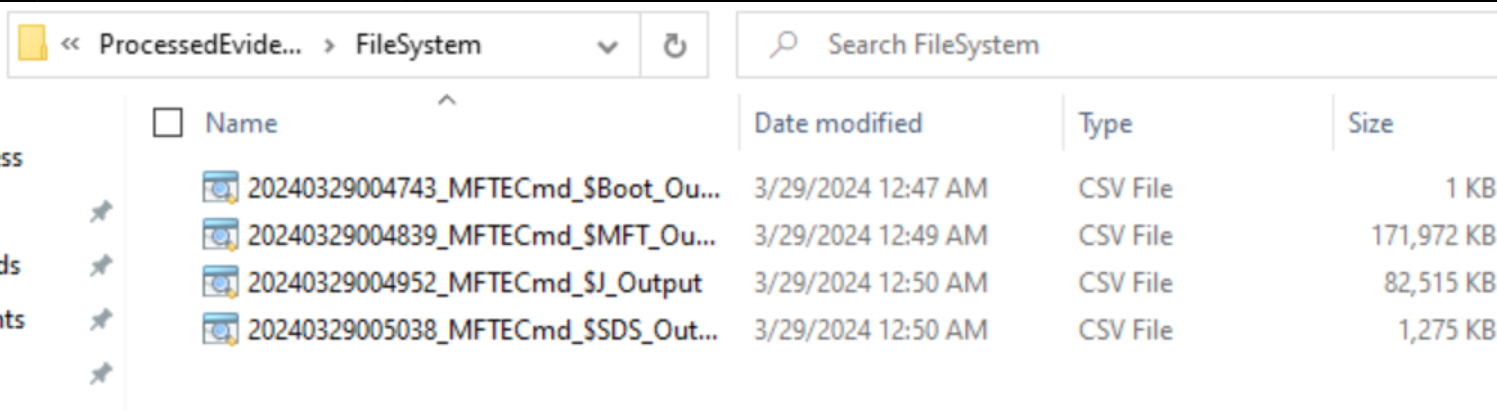 « ProcessedEvide... > FileSystem Search FileSystem
Name Date modified Type Size
ss
20240329004743_MFTECmd_$Boot_Ou... 3/29/2024 12:47 AM CSV File 1 KB
20240329004839_MFTECmd_$MFT_Ou... 3/29/2024 12:49 AM CSV File 171,972 KB
ds
20240329004952_MFTECmd_$J_Output 3/29/2024 12:50 AM CSV File 82,515 KB
nts
20240329005038_MFTECmd_$SDS_Out... 3/29/2024 12:50 AM CSV File 1,275 KB